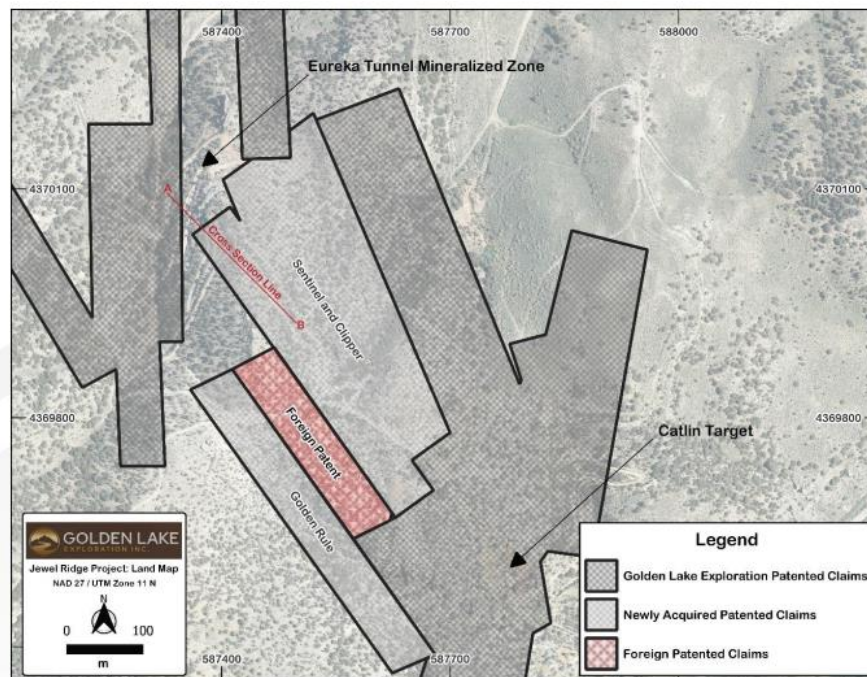 587400 587700 588000
Eureka Tunnel Mineralized Zone
4370100 4370100
A
Cross Section Line
B
Sentinel and Clipper
4369800 4369800
Foreign Patent
Catlin Target
Golden Rule
GOLDEN LAKE
EXPLORATION INC.
Jewel Ridge Project: Land Map
NAD 27 / UTM Zone 11 N
N
0 100
m
Legend
Golden Lake Exploration Patented Claims
Newly Acquired Patented Claims
Foreign Patented Claims
587400 587700